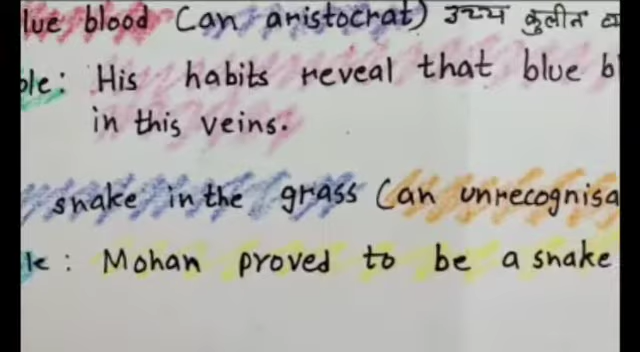 lue blood (an aristocrat) उच्च कुलीन
ple: His habits reveal that blue b
in this veins.
snake in the grass (an unrecognisa
le: Mohan proved to be a snake